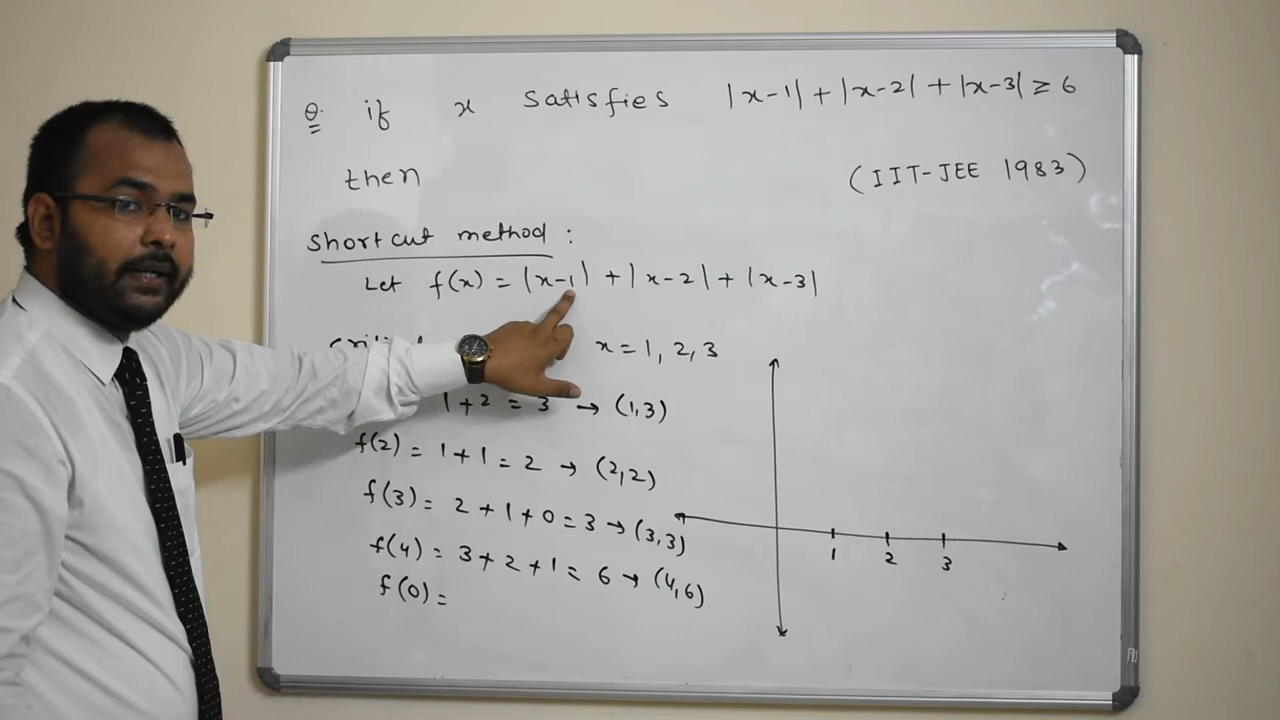 Q. if x satisfies |x-1| + |x-2| + |x-3| ≥ 6
then
(IIT-JEE 1983)
shortcut method :
Let f(x) = |x-1| + |x-2| + |x-3|
x = 1, 2, 3
1+2 = 3 → (1,3)
f(2) = 1+1 = 2 → (2,2)
f(3) = 2+1+0 = 3 → (3,3)
f(4) = 3+2+1 = 6 → (4,6)
f(0) =
1 2 3